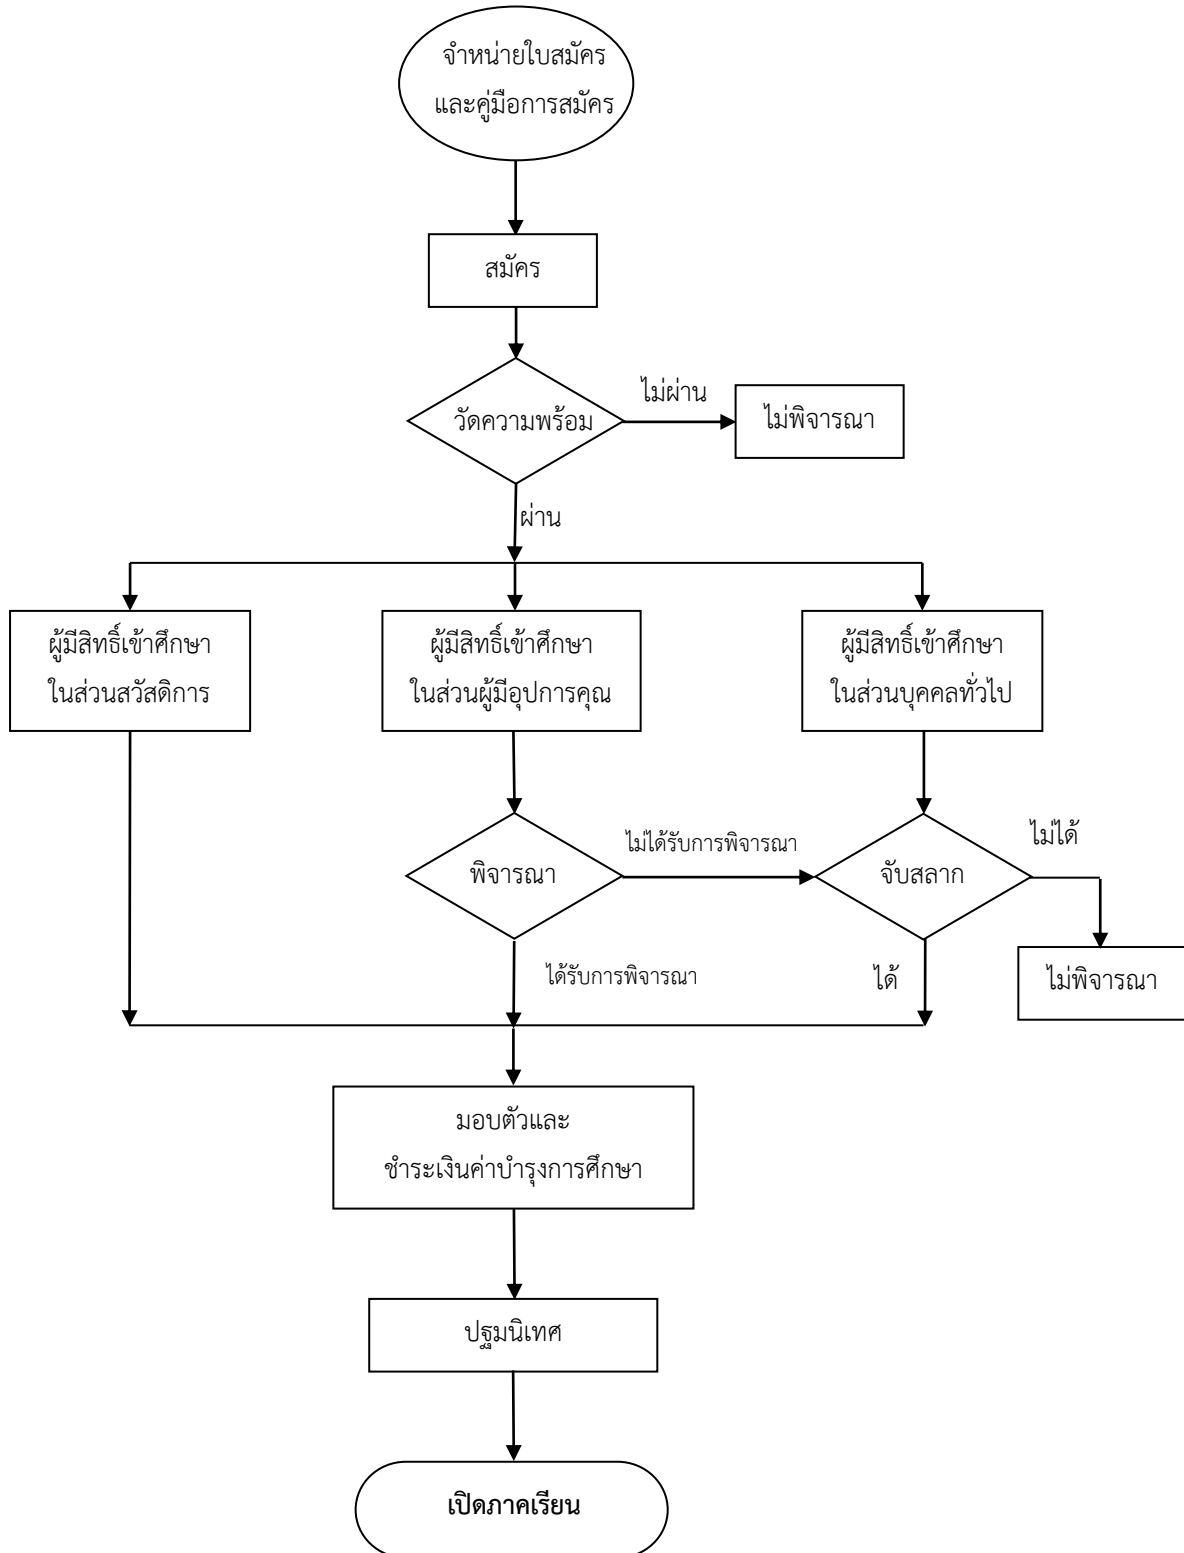 จำหน่ายใบสมัคร
และคู่มือการสมัคร
สมัคร
วัดความพร้อม
ไม่ผ่าน
ไม่พิจารณา
ผ่าน
ผู้มีสิทธิ์เข้าศึกษา
ในส่วนสวัสดิการ
ผู้มีสิทธิ์เข้าศึกษา
ในส่วนผู้มีอุปการคุณ
ผู้มีสิทธิ์เข้าศึกษา
ในส่วนบุคคลทั่วไป
พิจารณา
ไม่ได้รับการพิจารณา
จับสลาก
ไม่ได้
ไม่พิจารณา
ได้รับการพิจารณา
ได้
มอบตัวและ
ชำระเงินค่าบำรุงการศึกษา
ปฐมนิเทศ
เปิดภาคเรียน